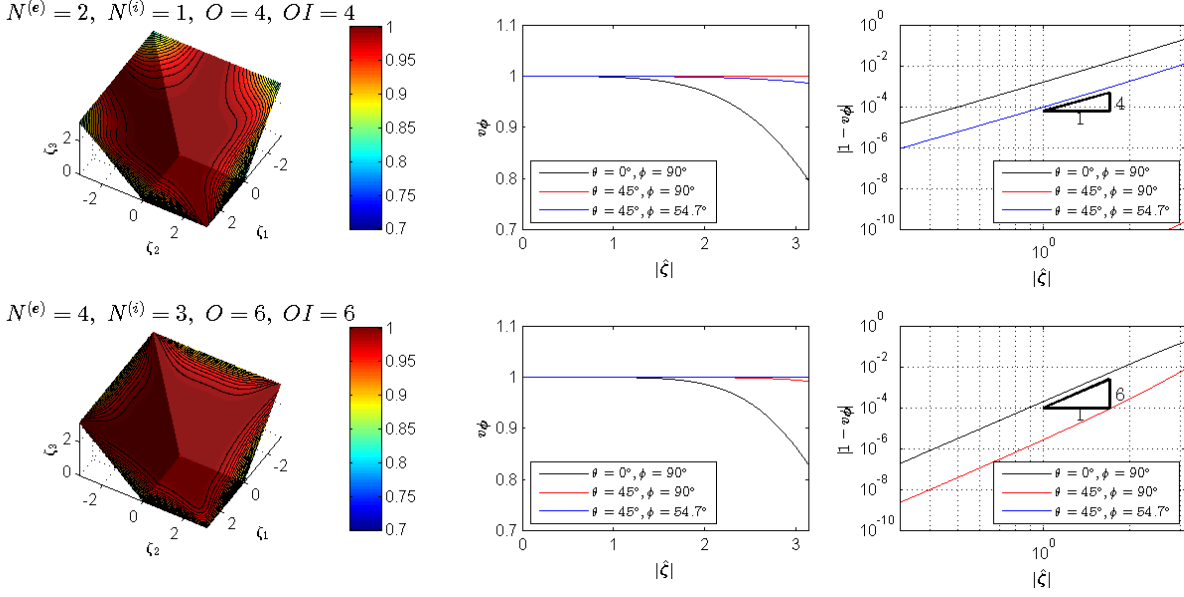 N^(e) = 2, N^(i) = 1, O = 4, OI = 4
ζ3
2
0
-2
0
2
ζ2
-2
0
2
ζ1
1
0.95
0.9
0.85
0.8
0.75
0.7
vϕ
1.1
1
0.9
0.8
0.7
0
1
2
3
|ζ̂|
θ = 0°, ϕ = 90°
θ = 45°, ϕ = 90°
θ = 45°, ϕ = 54.7°
|1 − vϕ|
10^0
10^-2
10^-4
10^-6
10^-8
10^-10
4
1
θ = 0°, ϕ = 90°
θ = 45°, ϕ = 90°
θ = 45°, ϕ = 54.7°
10^0
|ζ̂|
N^(e) = 4, N^(i) = 3, O = 6, OI = 6
ζ3
2
0
-2
0
2
ζ2
-2
0
2
ζ1
1
0.95
0.9
0.85
0.8
0.75
0.7
vϕ
1.1
1
0.9
0.8
0.7
0
1
2
3
|ζ̂|
θ = 0°, ϕ = 90°
θ = 45°, ϕ = 90°
θ = 45°, ϕ = 54.7°
|1 − vϕ|
10^0
10^-2
10^-4
10^-6
10^-8
10^-10
6
1
θ = 0°, ϕ = 90°
θ = 45°, ϕ = 90°
θ = 45°, ϕ = 54.7°
10^0
|ζ̂|